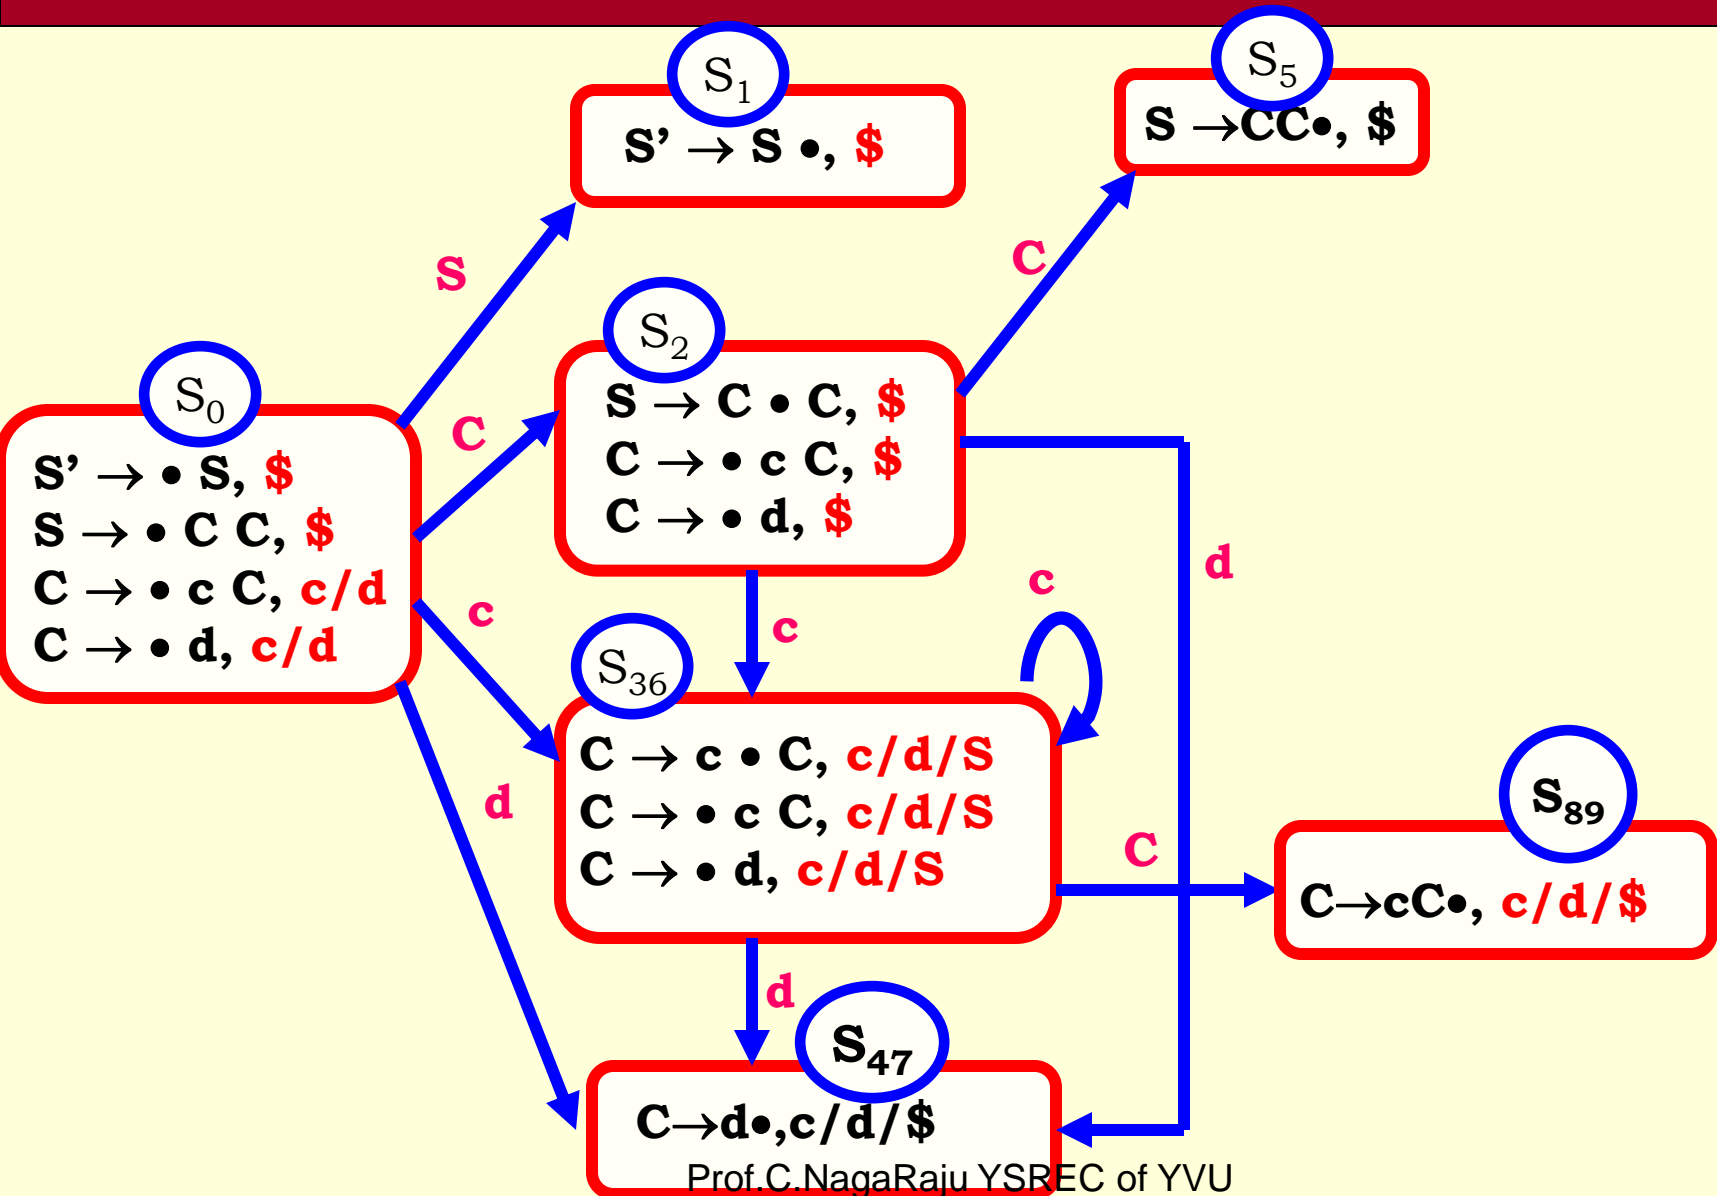 S₁
S’ → S •, $
S₅
S →CC•, $
S
C
S₀
S’ → • S, $
S → • C C, $
C → • c C, c/d
C → • d, c/d
C
c
d
S₂
S → C • C, $
C → • c C, $
C → • d, $
c
d
c
S₃₆
C → c • C, c/d/S
C → • c C, c/d/S
C → • d, c/d/S
C
d
S₈₉
C→cC•, c/d/$
S₄₇
C→d•,c/d/$
Prof.C.NagaRaju YSREC of YVU